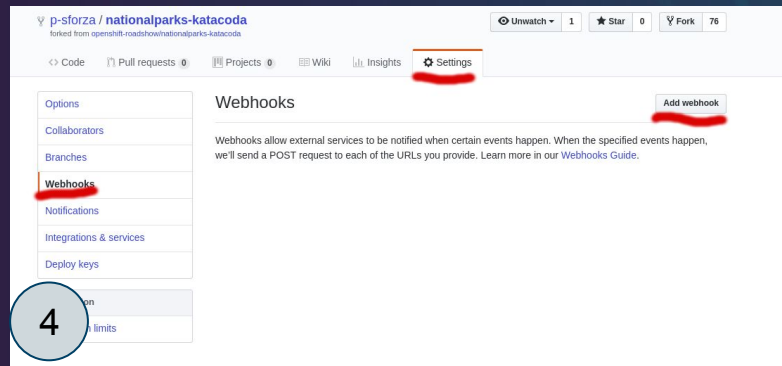 p-sforza / nationalparks-katacoda
forked from openshift-roadshow/nationalparks-katacoda
Unwatch 1 Star 0 Fork 76
Code Pull requests 0 Projects 0 Wiki Insights Settings
Options
Collaborators
Branches
Webhooks
Notifications
Integrations & services
Deploy keys
limits
4
Webhooks
Add webhook
Webhooks allow external services to be notified when certain events happen. When the specified events happen,
we'll send a POST request to each of the URLs you provide. Learn more in our Webhooks Guide.